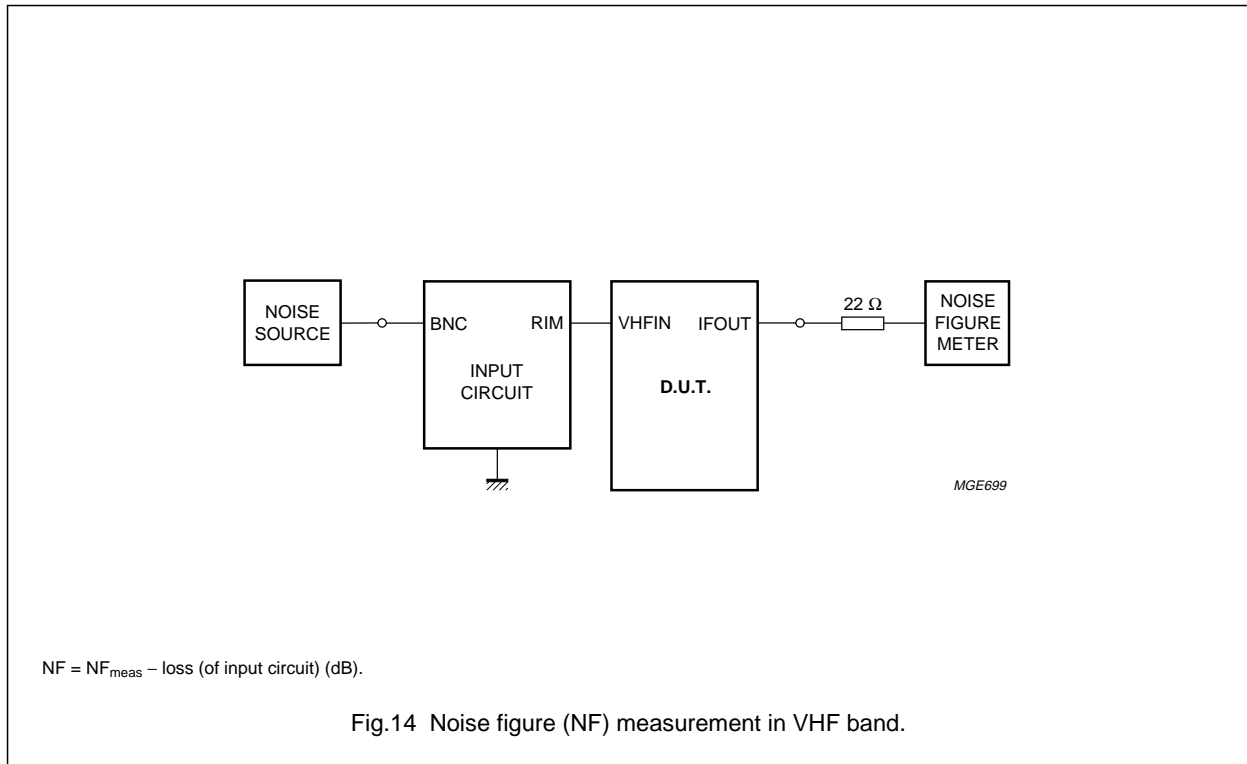 NOISE
SOURCE
BNC
RIM
INPUT
CIRCUIT
VHFIN
IFOUT
D.U.T.
22 Ω
NOISE
FIGURE
METER
MGE699
NF = NFmeas − loss (of input circuit) (dB).
Fig.14 Noise figure (NF) measurement in VHF band.